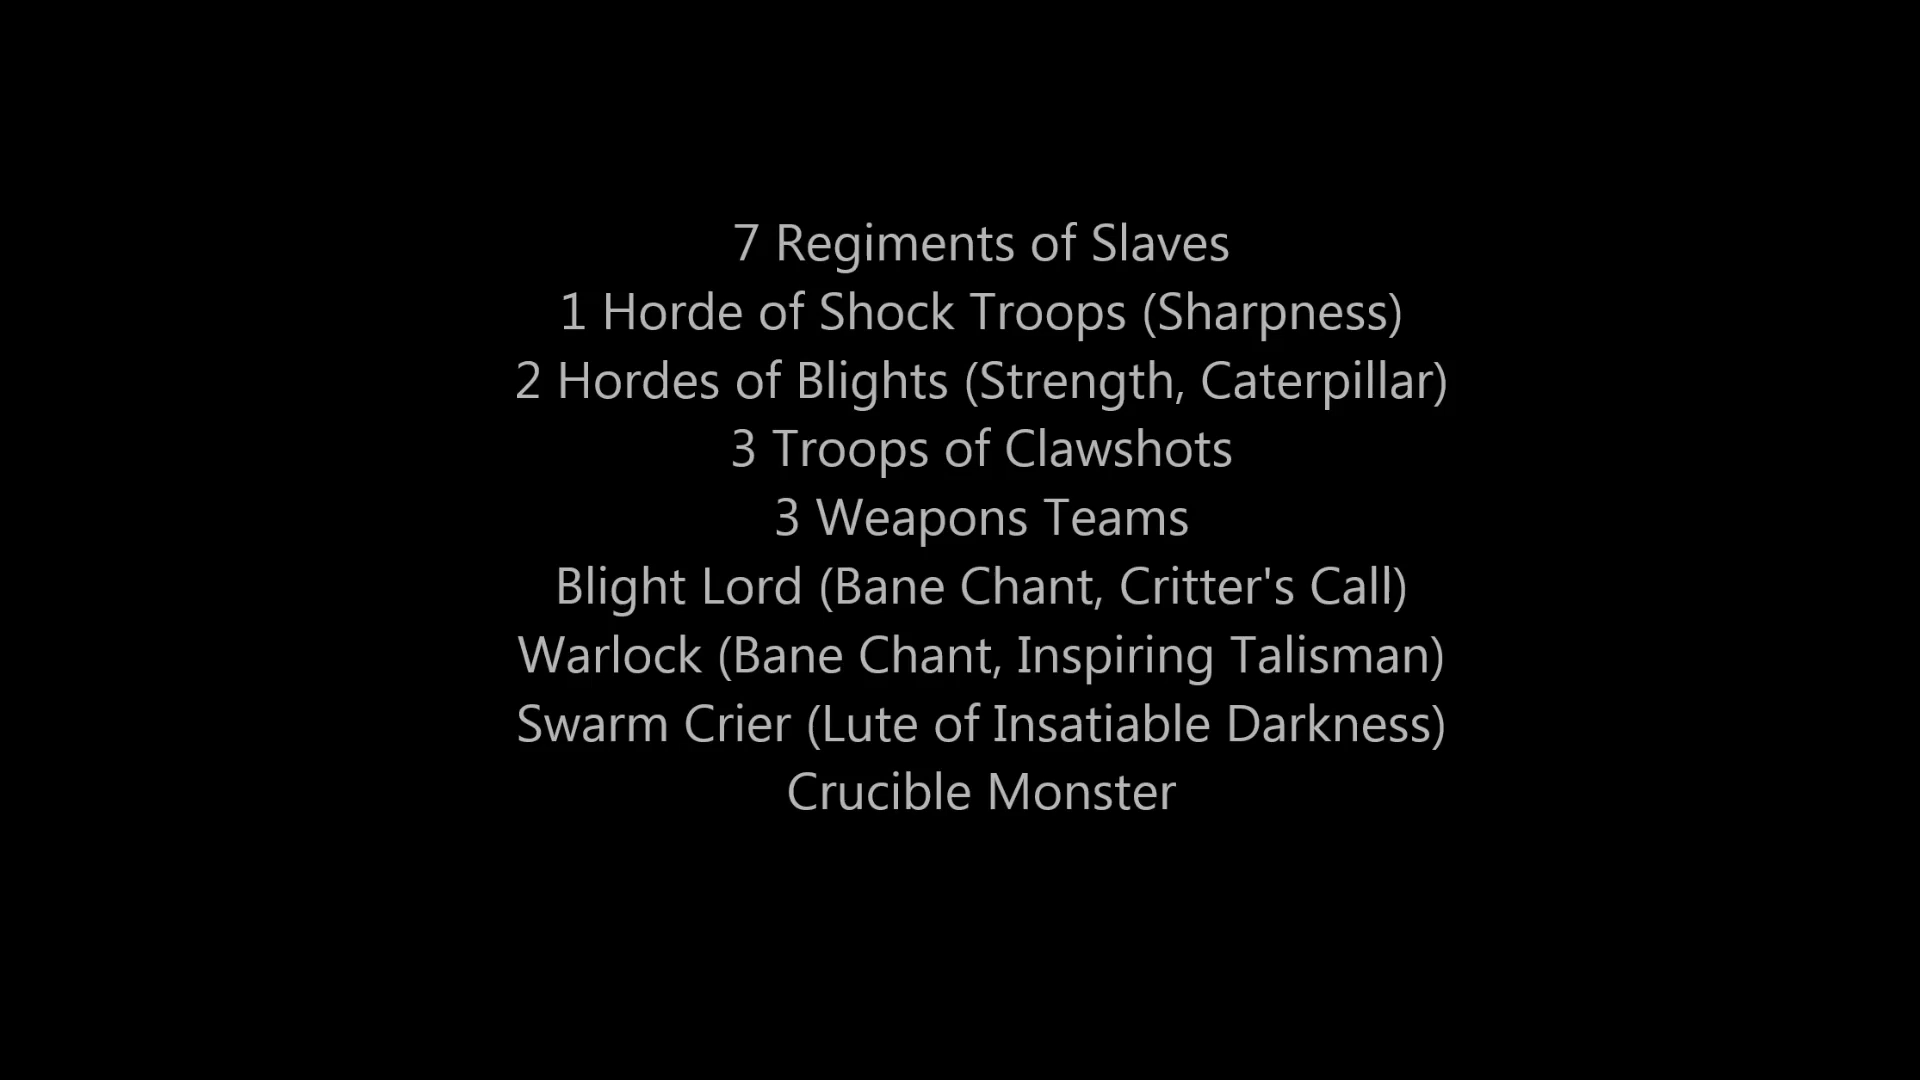 7 Regiments of Slaves
1 Horde of Shock Troops (Sharpness)
2 Hordes of Blights (Strength, Caterpillar)
3 Troops of Clawshots
3 Weapons Teams
Blight Lord (Bane Chant, Critter's Call)
Warlock (Bane Chant, Inspiring Talisman)
Swarm Crier (Lute of Insatiable Darkness)
Crucible Monster